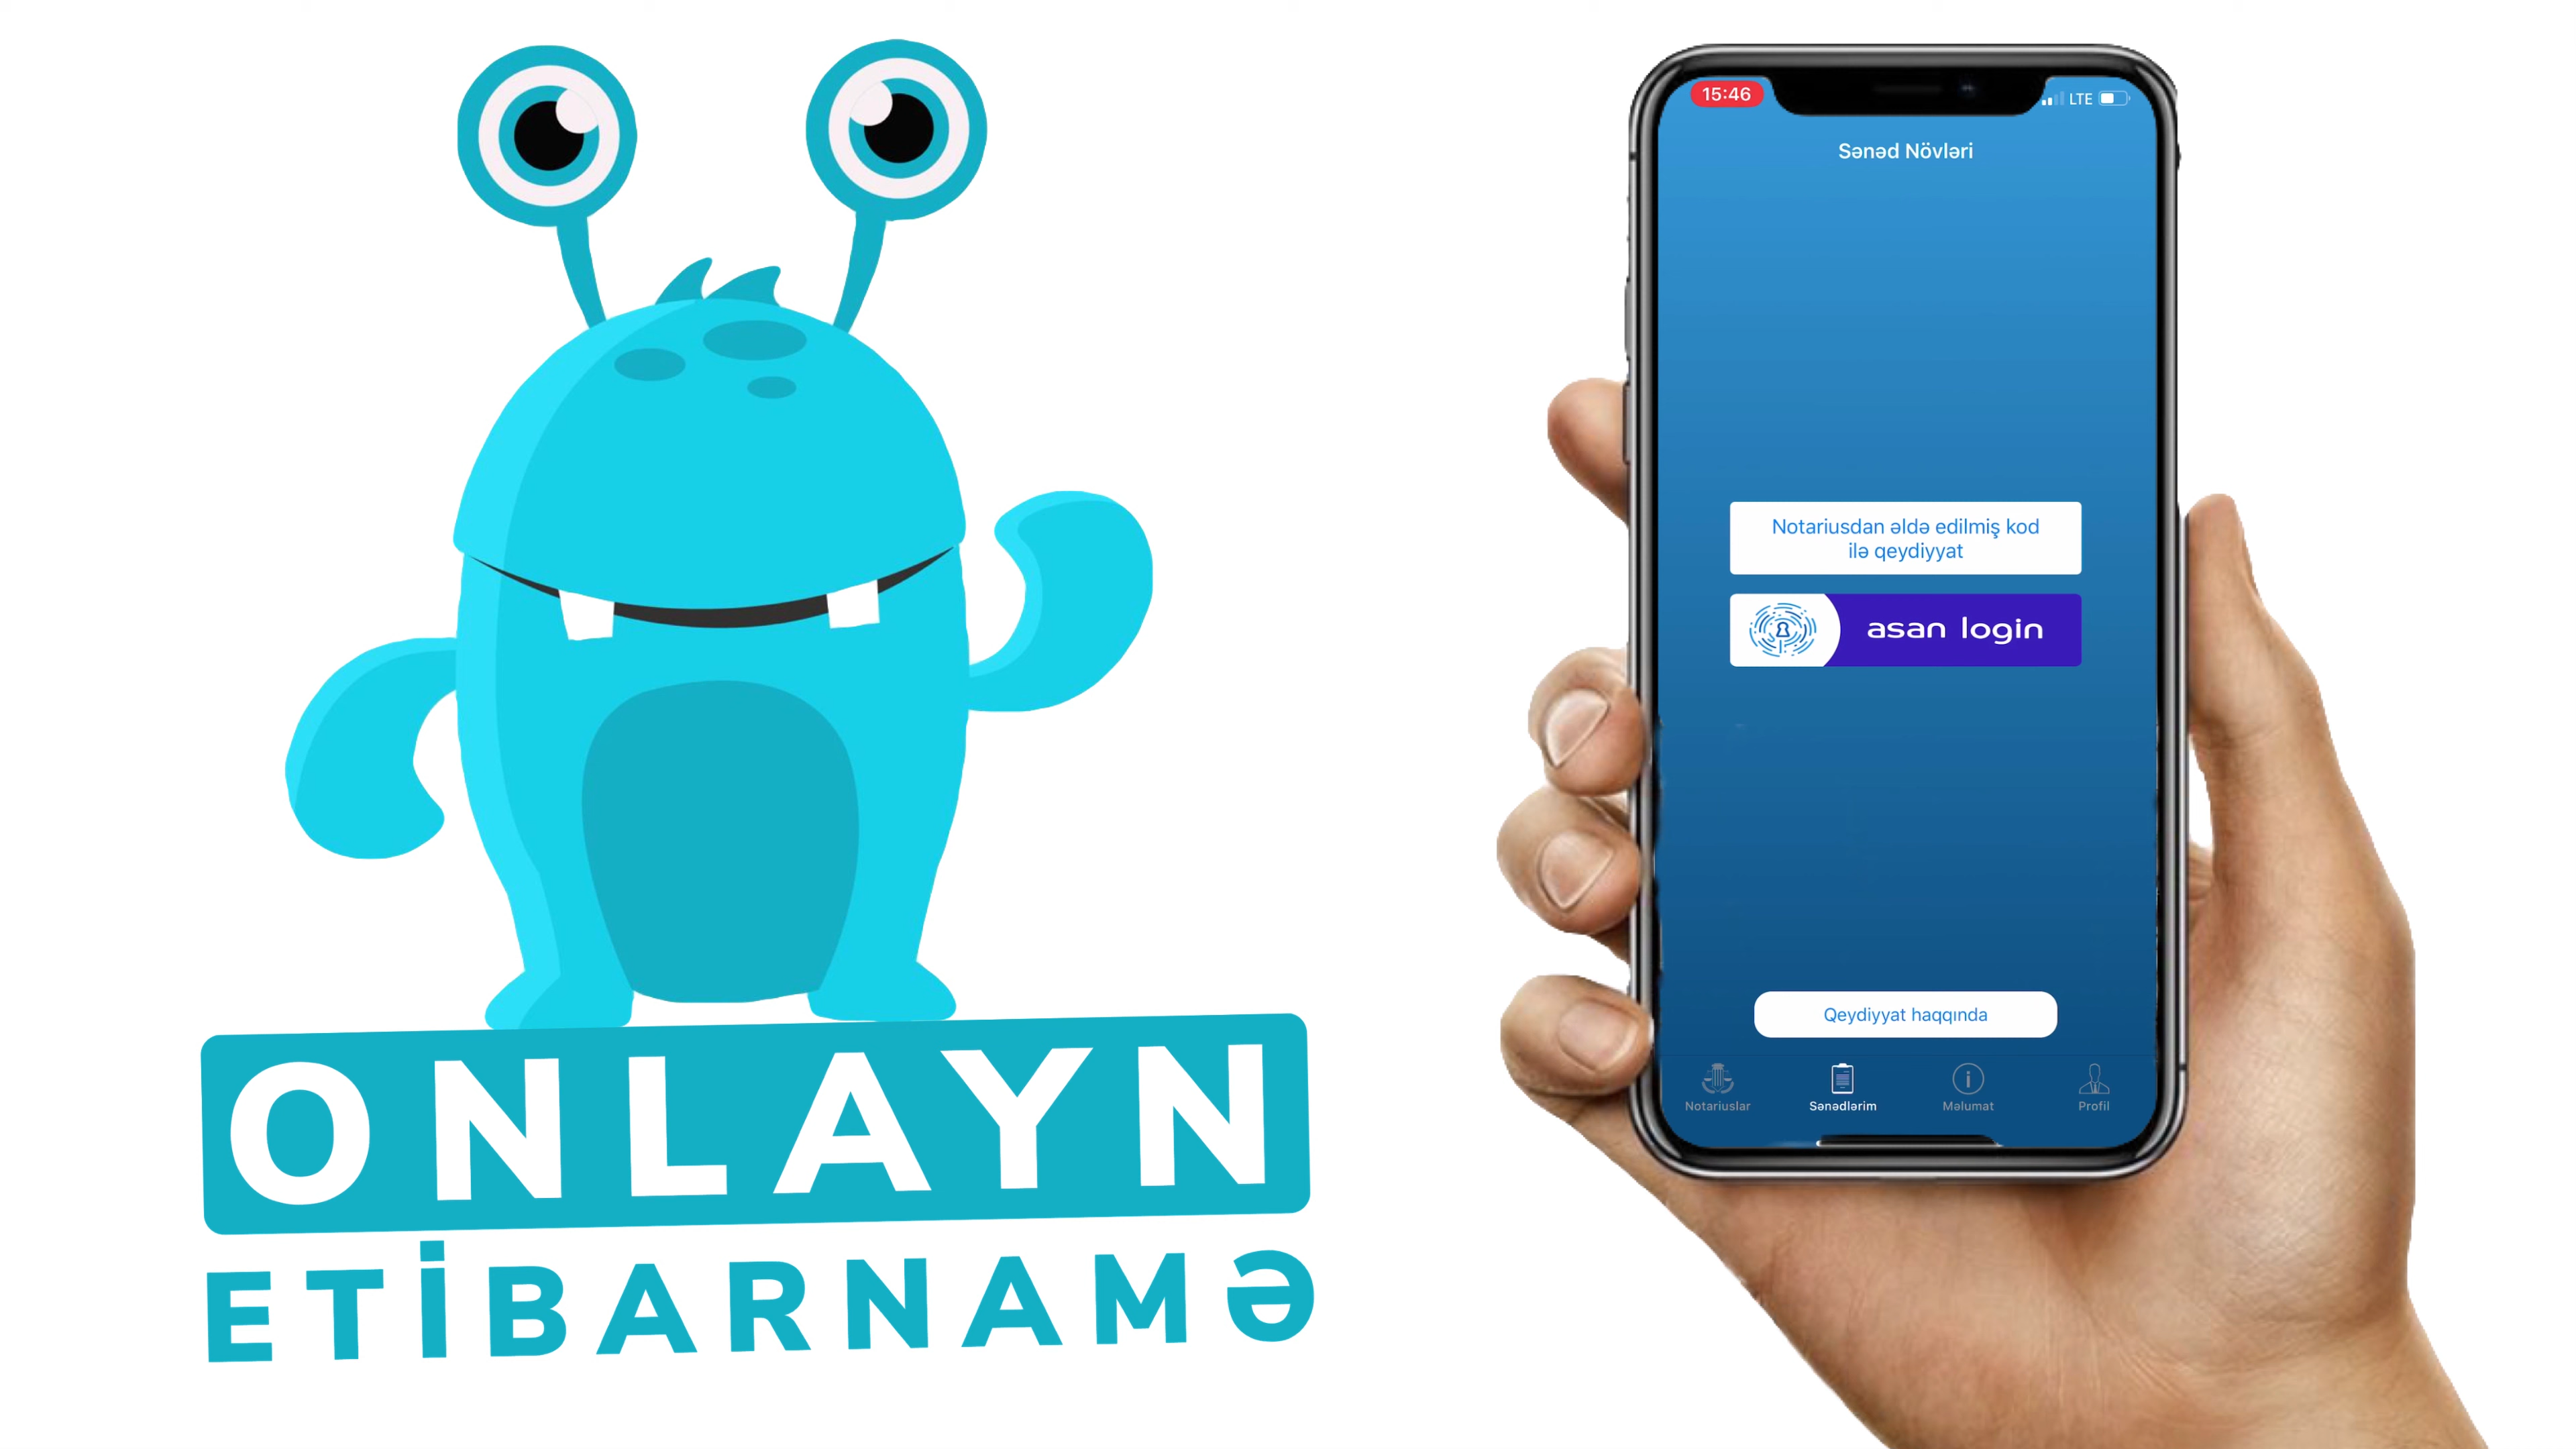 ONLAYN
ETİBARNAMƏ
15:46
LTE
Sənəd Növləri
Notariusdan əldə edilmiş kod
ilə qeydiyyat
asan login
Qeydiyyat haqqında
Notariuslar
Sənədlərim
Məlumat
Profil